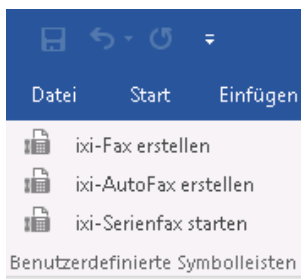 Datei Start Einfügen
ixi-Fax erstellen
ixi-AutoFax erstellen
ixi-Serienfax starten
Benutzerdefinierte Symbolleisten